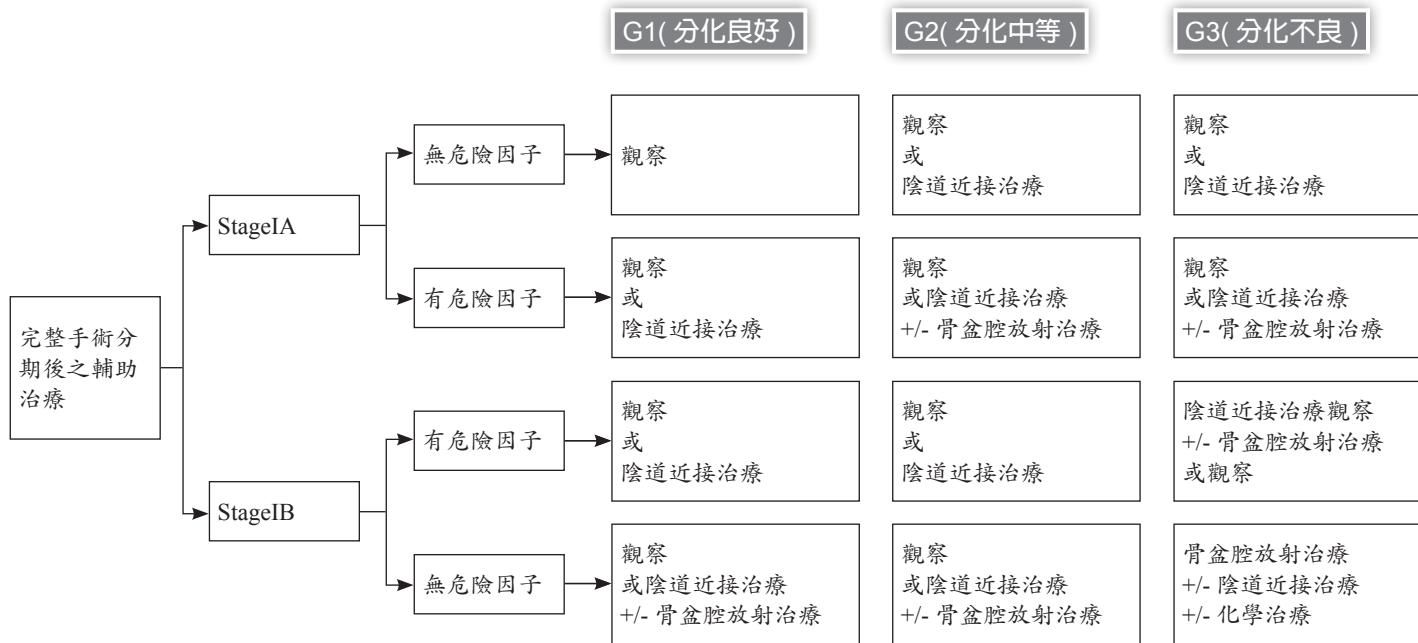 G1( 分化良好 )
G2( 分化中等 )
G3( 分化不良 )
完整手術分
期後之輔助
治療
StageIA
無危險因子
觀察
觀察
或
陰道近接治療
觀察
或
陰道近接治療
有危險因子
觀察
或
陰道近接治療
觀察
或陰道近接治療
+/- 骨盆腔放射治療
觀察
或陰道近接治療
+/- 骨盆腔放射治療
StageIB
有危險因子
觀察
或
陰道近接治療
觀察
或
陰道近接治療
陰道近接治療觀察
+/- 骨盆腔放射治療
或觀察
無危險因子
觀察
或陰道近接治療
+/- 骨盆腔放射治療
觀察
或陰道近接治療
+/- 骨盆腔放射治療
骨盆腔放射治療
+/- 陰道近接治療
+/- 化學治療